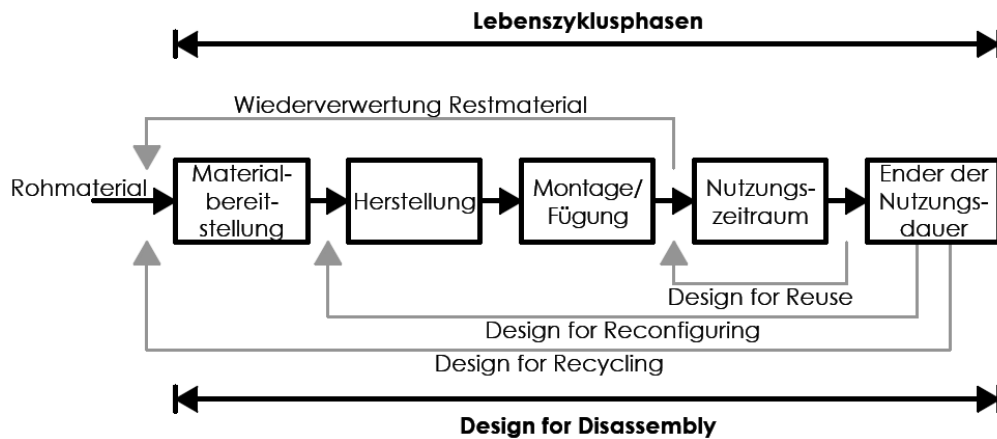 Lebenszyklusphasen
Wiederverwertung Restmaterial
Rohmaterial
Material-
bereit-
stellung
Herstellung
Montage/
Fügung
Nutzungs-
zeitraum
Ender der
Nutzungs-
dauer
Design for Reuse
Design for Reconfiguring
Design for Recycling
Design for Disassembly